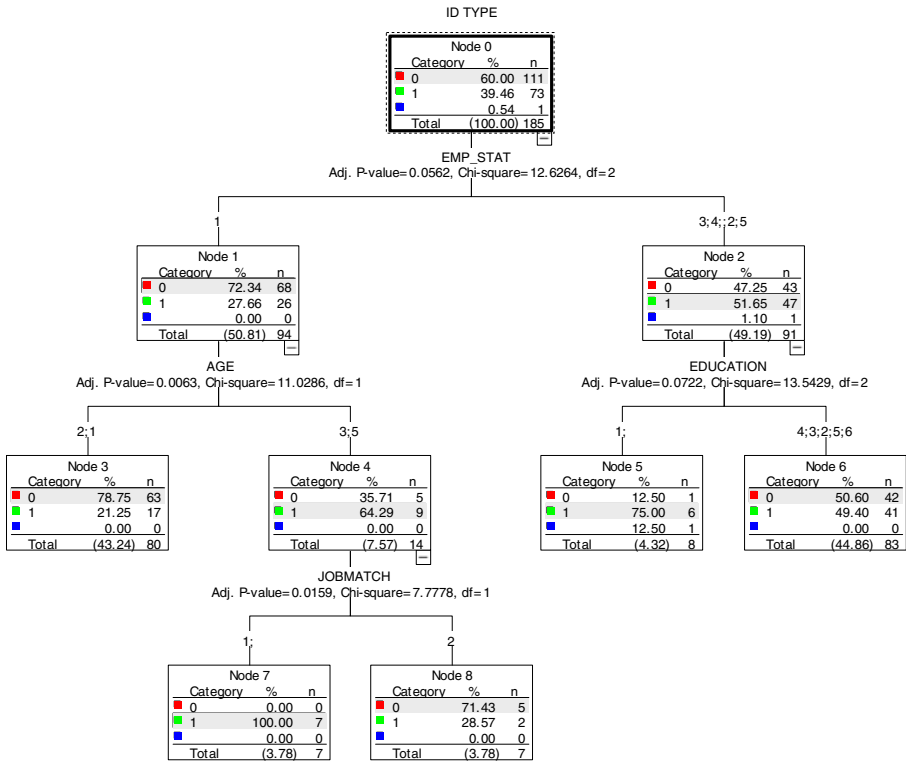 ID TYPE
Node 0
Category % n
0 60.00 111
1 39.46 73
0.54 1
Total (100.00) 185
EMP_STAT
Adj. P-value=0.0562, Chi-square=12.6264, df=2
1
3;4;;2;5
Node 1
Category % n
0 72.34 68
1 27.66 26
0.00 0
Total (50.81) 94
Node 2
Category % n
0 47.25 43
1 51.65 47
1.10 1
Total (49.19) 91
AGE
Adj. P-value=0.0063, Chi-square=11.0286, df=1
EDUCATION
Adj. P-value=0.0722, Chi-square=13.5429, df=2
2;1
3;5
1;
4;3;2;5;6
Node 3
Category % n
0 78.75 63
1 21.25 17
0.00 0
Total (43.24) 80
Node 4
Category % n
0 35.71 5
1 64.29 9
0.00 0
Total (7.57) 14
Node 5
Category % n
0 12.50 1
1 75.00 6
12.50 1
Total (4.32) 8
Node 6
Category % n
0 50.60 42
1 49.40 41
0.00 0
Total (44.86) 83
JOBMATCH
Adj. P-value=0.0159, Chi-square=7.7778, df=1
1;
2
Node 7
Category % n
0 0.00 0
1 100.00 7
0.00 0
Total (3.78) 7
Node 8
Category % n
0 71.43 5
1 28.57 2
0.00 0
Total (3.78) 7